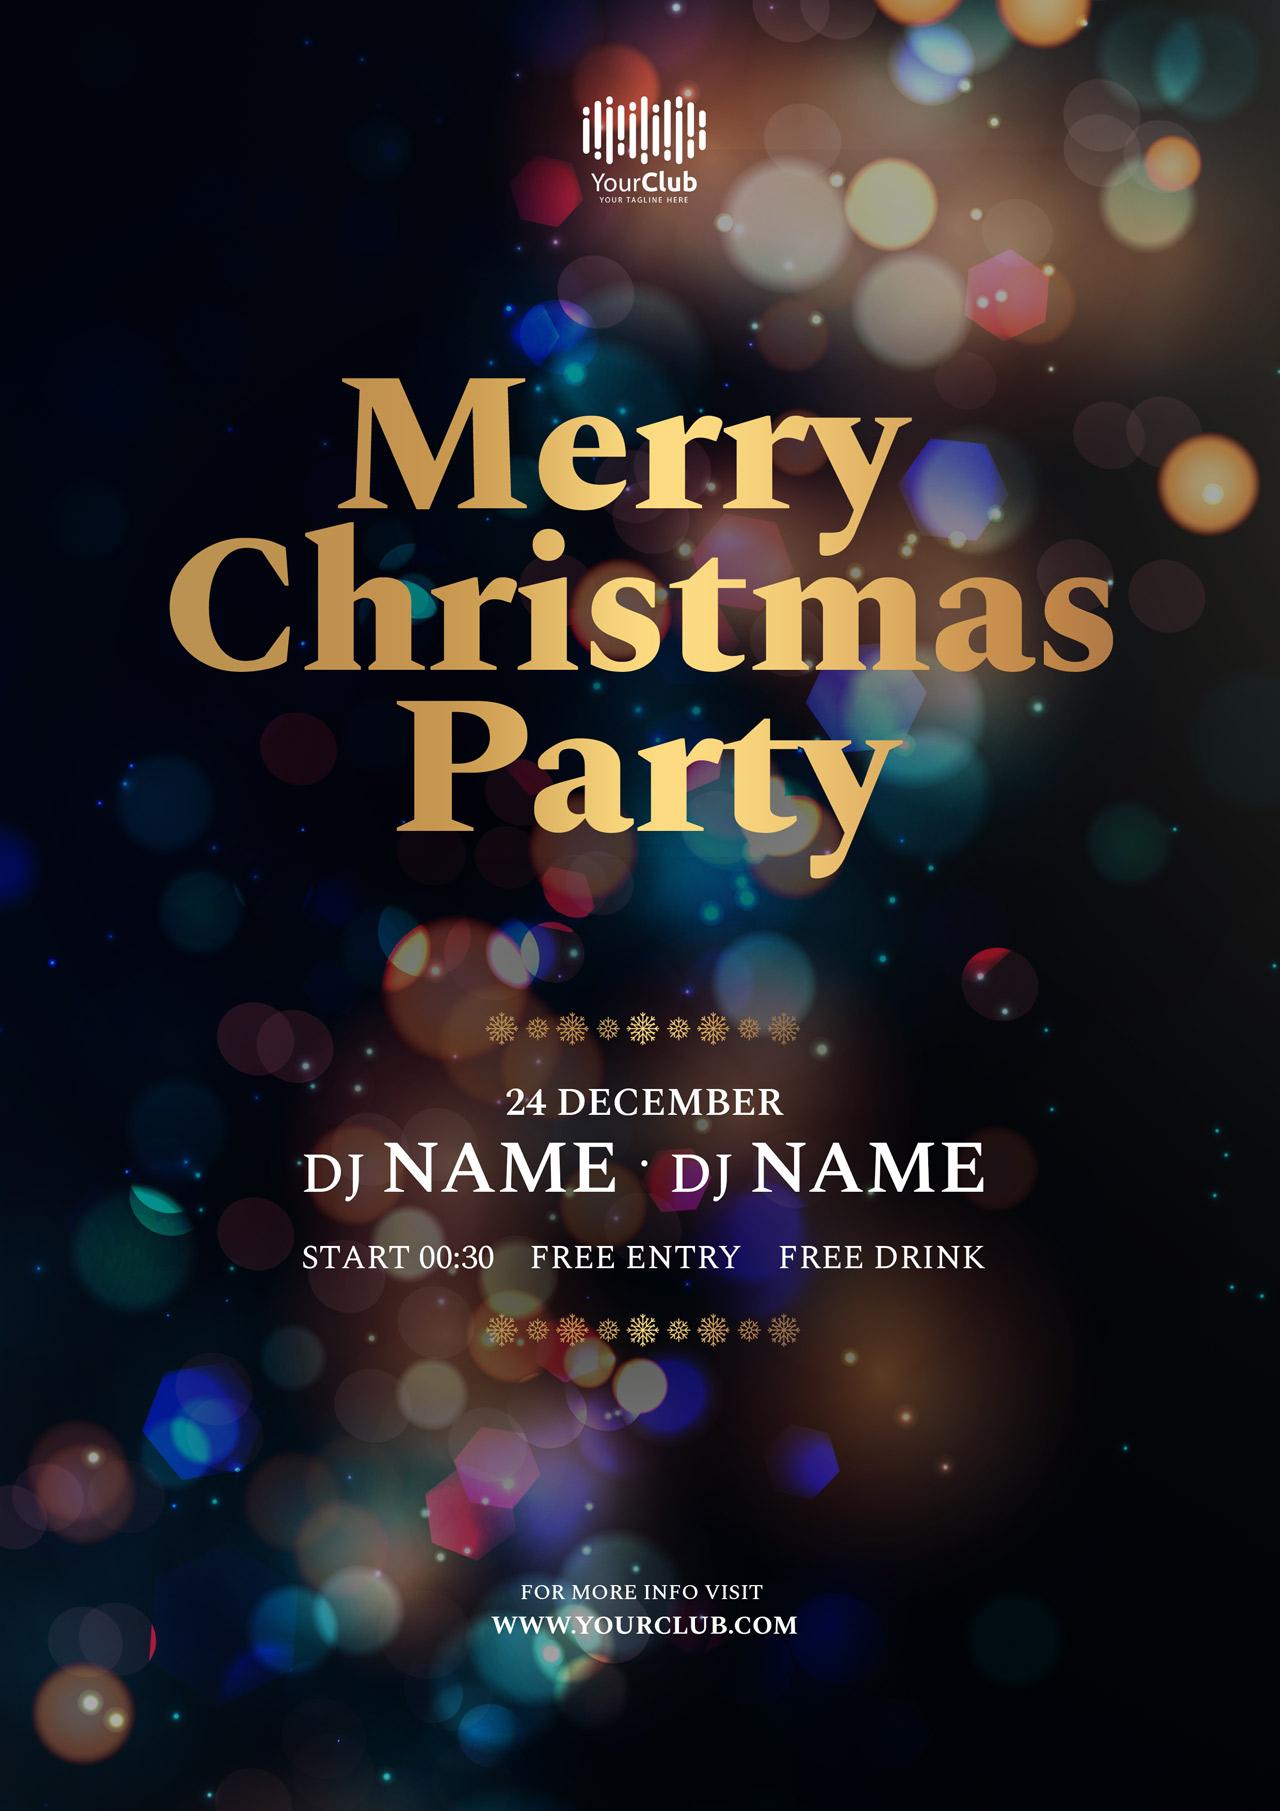 YourClub
YOUR TAGLINE HERE
Merry
Christmas
Party
24 DECEMBER
DJ NAME · DJ NAME
START 00:30 FREE ENTRY FREE DRINK
FOR MORE INFO VISIT
WWW.YOURCLUB.COM